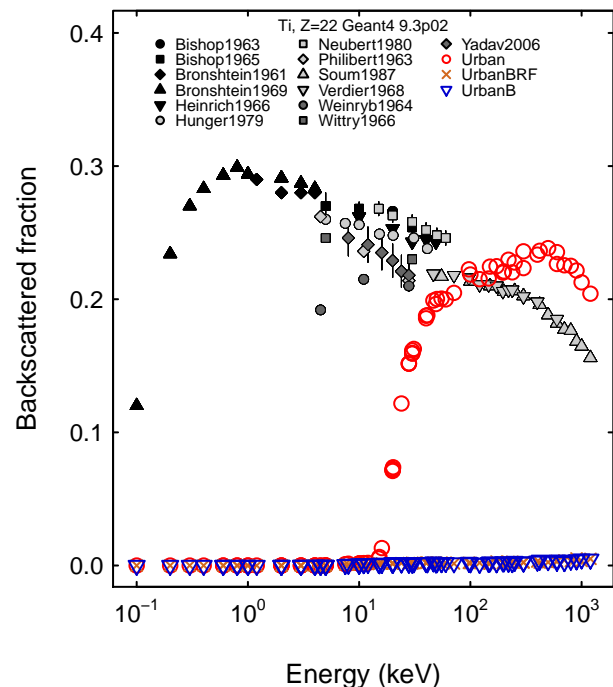 Ti, Z=22 Geant4 9.3p02
Bishop1963
Bishop1965
Bronshtein1961
Bronshtein1969
Heinrich1966
Hunger1979
Neubert1980
Philibert1963
Soum1987
Verdier1968
Weinryb1964
Wittry1966
Yadav2006
Urban
UrbanBRF
UrbanB
Backscattered fraction
0.4
0.3
0.2
0.1
0.0
10⁻¹ 10⁰ 10¹ 10² 10³
Energy (keV)